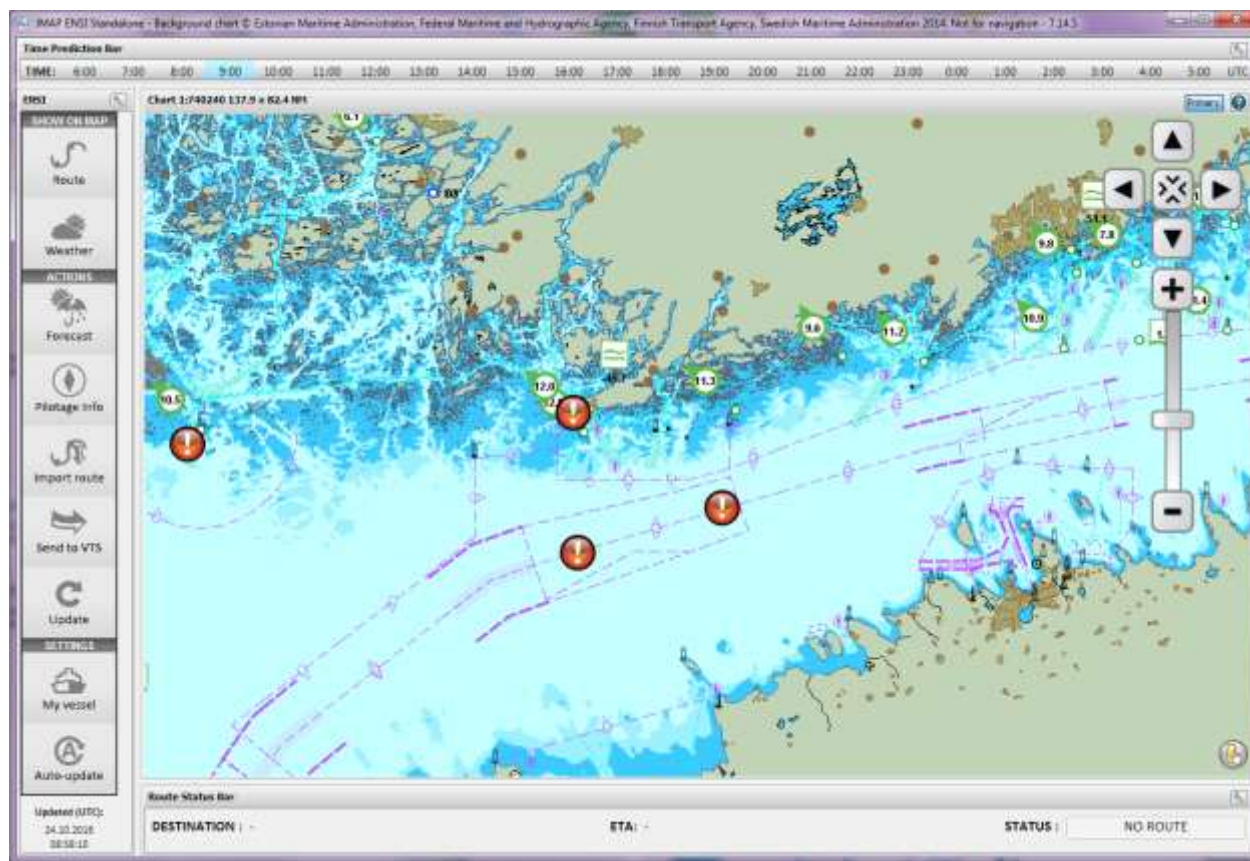 IMAP ENSI Standalone - Background chart © Estonian Maritime Administration, Federal Maritime and Hydrographic Agency, Finnish Transport Agency, Swedish Maritime Administration 2014. Not for navigation - 7.14.5
Time Prediction Bar
TIME: 6:00 7:00 8:00 9:00 10:00 11:00 12:00 13:00 14:00 15:00 16:00 17:00 18:00 19:00 20:00 21:00 22:00 23:00 0:00 1:00 2:00 3:00 4:00 5:00 UTC
ENSI
Chart 1:740240 137.9 x 82.4 NM
SHOW ON MAP
Route
Weather
ACTIONS
Forecast
Pilotage Info
Import route
Send to VTS
Update
SETTINGS
My vessel
Auto-update
Updated (UTC):
24.10.2016
9.8
7.8
10.9
9.6
11.2
11.3
12.0
10.5
Route Status Bar
DESTINATION : -
ETA: -
STATUS :
NO ROUTE